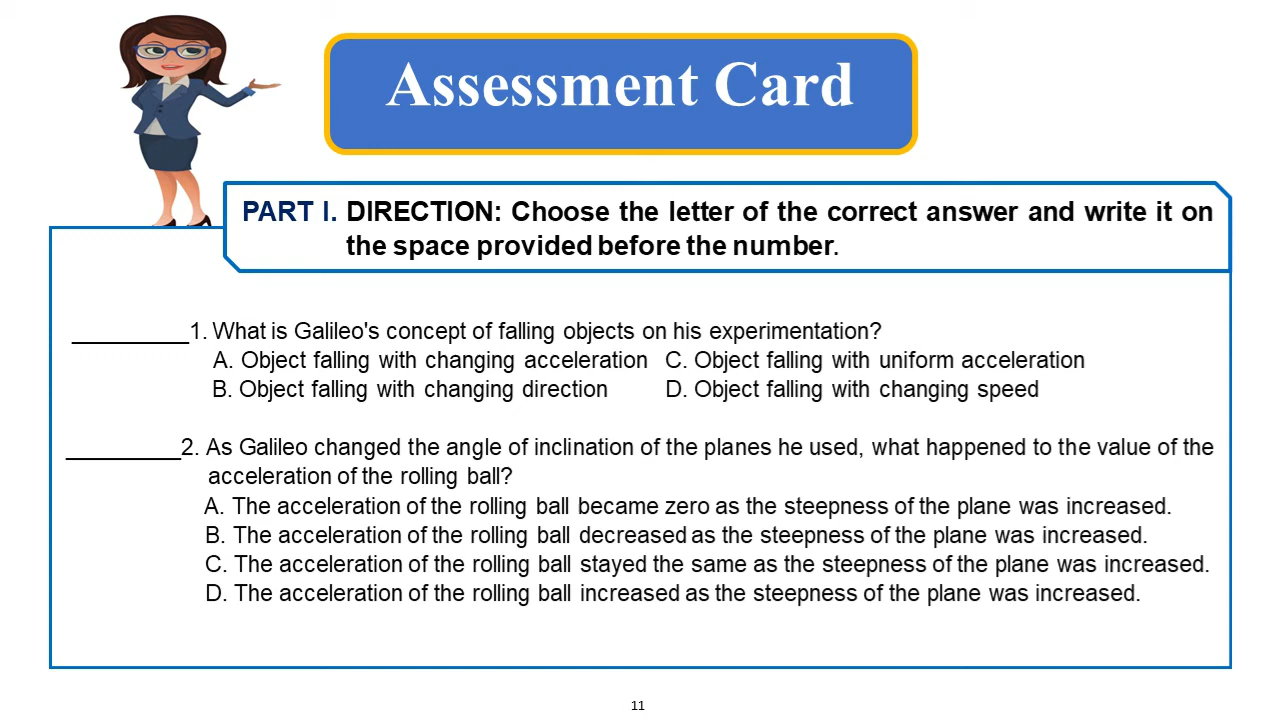 Assessment Card
PART I. DIRECTION: Choose the letter of the correct answer and write it on
the space provided before the number.
_________1. What is Galileo's concept of falling objects on his experimentation?
A. Object falling with changing acceleration C. Object falling with uniform acceleration
B. Object falling with changing direction D. Object falling with changing speed
_________2. As Galileo changed the angle of inclination of the planes he used, what happened to the value of the
acceleration of the rolling ball?
A. The acceleration of the rolling ball became zero as the steepness of the plane was increased.
B. The acceleration of the rolling ball decreased as the steepness of the plane was increased.
C. The acceleration of the rolling ball stayed the same as the steepness of the plane was increased.
D. The acceleration of the rolling ball increased as the steepness of the plane was increased.
11